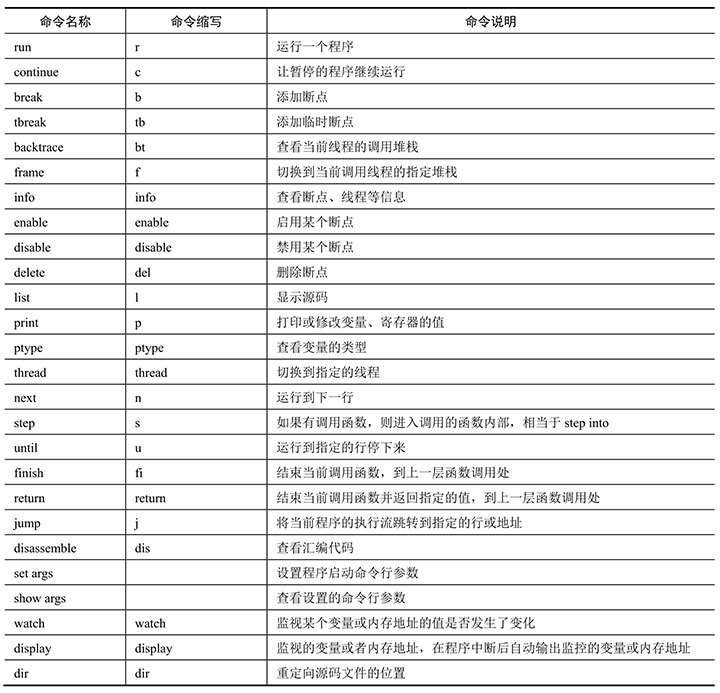 命令名称 命令缩写 命令说明
run r 运行一个程序
continue c 让暂停的程序继续运行
break b 添加断点
tbreak tb 添加临时断点
backtrace bt 查看当前线程的调用堆栈
frame f 切换到当前调用线程的指定堆栈
info info 查看断点、线程等信息
enable enable 启用某个断点
disable disable 禁用某个断点
delete del 删除断点
list l 显示源码
print p 打印或修改变量、寄存器的值
ptype ptype 查看变量的类型
thread thread 切换到指定的线程
next n 运行到下一行
step s 如果有调用函数，则进入调用的函数内部，相当于 step into
until u 运行到指定的行停下来
finish fi 结束当前调用函数，到上一层函数调用处
return return 结束当前调用函数并返回指定的值，到上一层函数调用处
jump j 将当前程序的执行流跳转到指定的行或地址
disassemble dis 查看汇编代码
set args 设置程序启动命令行参数
show args 查看设置的命令行参数
watch watch 监视某个变量或内存地址的值是否发生了变化
display display 监视的变量或者内存地址，在程序中断后自动输出监控的变量或内存地址
dir dir 重定向源码文件的位置